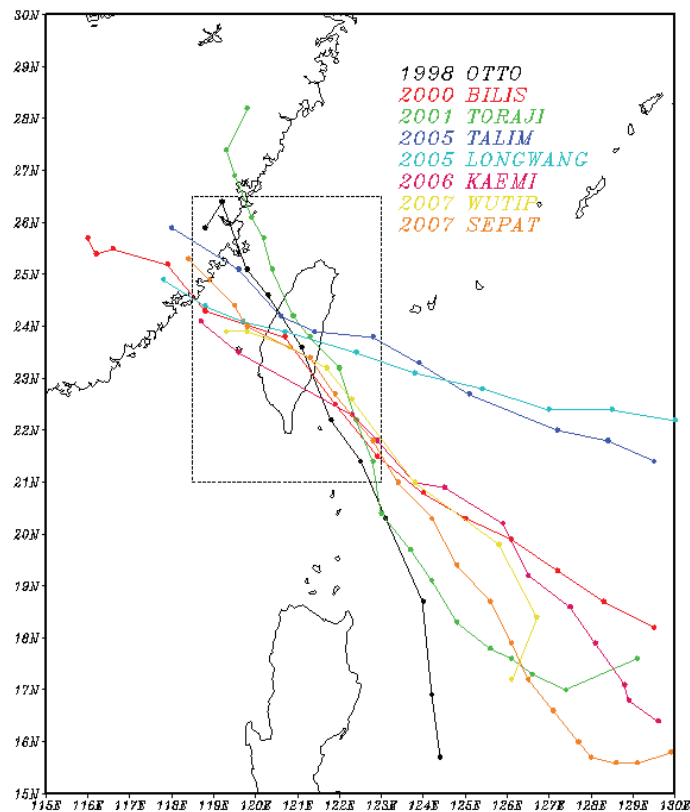 30N
29N
28N
27N
26N
25N
24N
23N
22N
21N
20N
19N
18N
17N
16N
15N
1998 OTTO
2000 BILIS
2001 TORAJI
2005 TALIM
2005 LONGWANG
2006 KAEMI
2007 WUTIP
2007 SEPAT
115E 116E 117E 118E 119E 120E 121E 122E 123E 124E 125E 126E 127E 128E 129E 130E